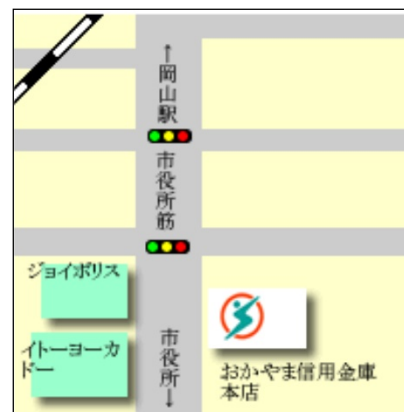 ↑岡山駅
市役所筋
ジョイポリス
イトーヨーカ
ドー
市役所↓
おかやま信用金庫
本店